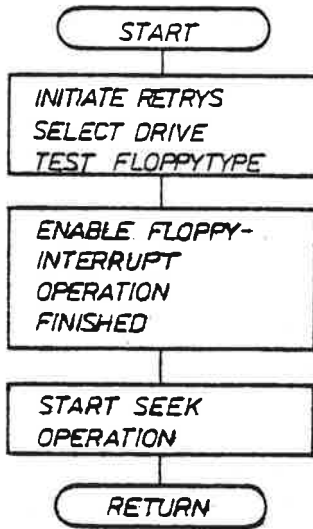 START
INITIATE RETRYS
SELECT DRIVE
TEST FLOPPYTYPE
ENABLE FLOPPY-
INTERRUPT
OPERATION
FINISHED
START SEEK
OPERATION
RETURN